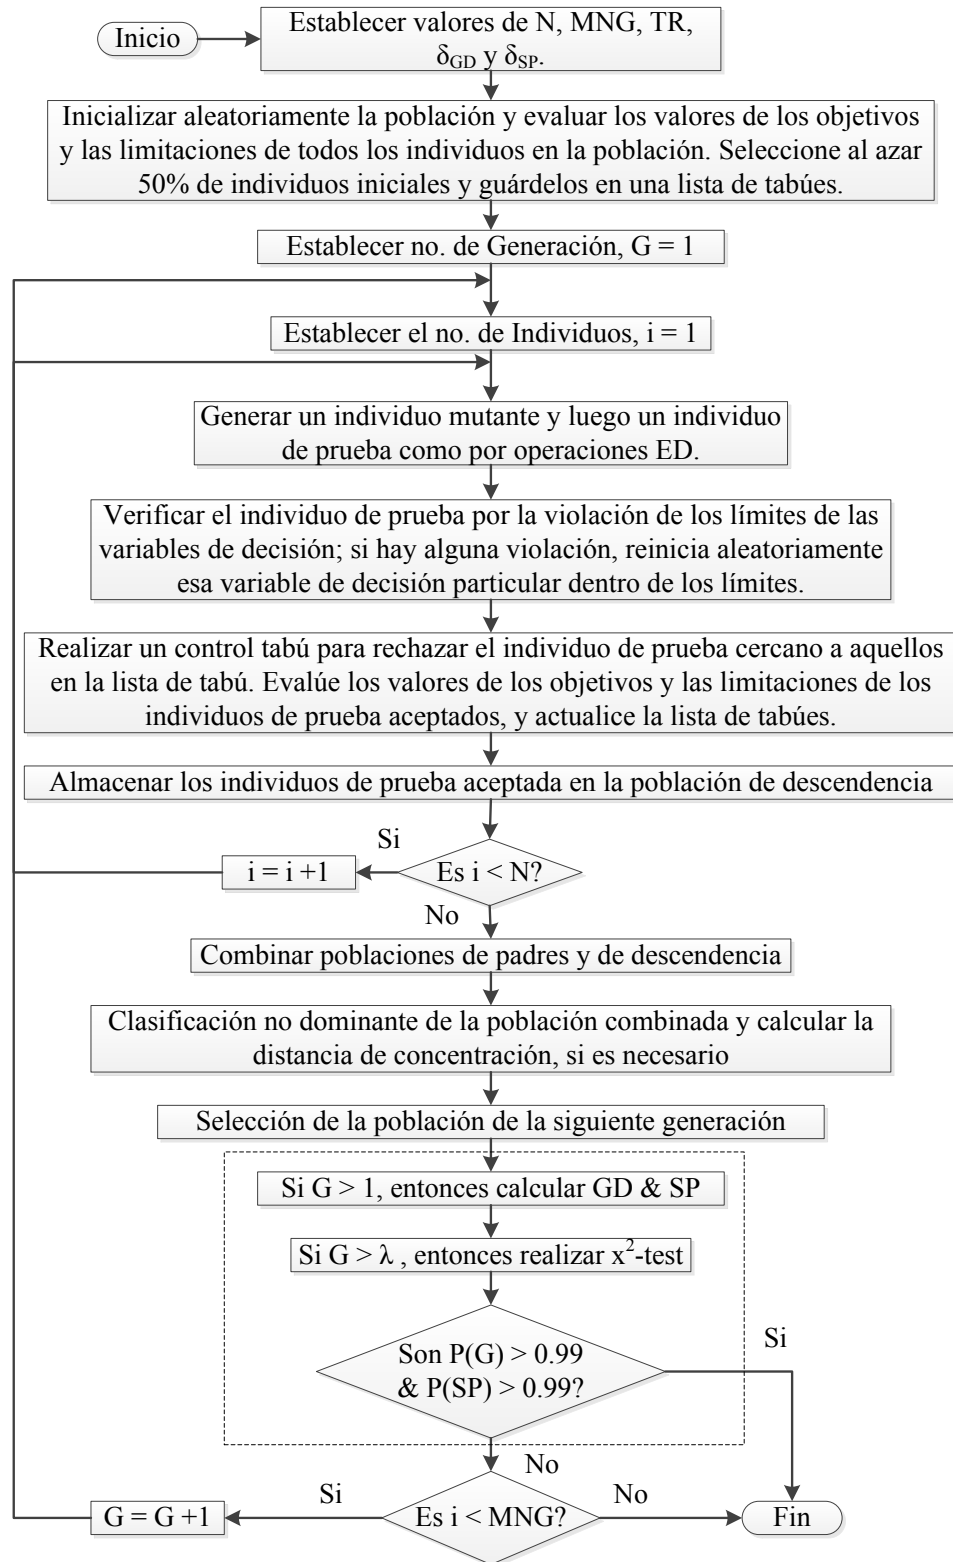 Inicio
Establecer valores de N, MNG, TR,
δGD y δSP.
Inicializar aleatoriamente la población y evaluar los valores de los objetivos
y las limitaciones de todos los individuos en la población. Seleccione al azar
50% de individuos iniciales y guárdelos en una lista de tabúes.
Establecer no. de Generación, G = 1
Establecer el no. de Individuos, i = 1
Generar un individuo mutante y luego un individuo
de prueba como por operaciones ED.
Verificar el individuo de prueba por la violación de los límites de las
variables de decisión; si hay alguna violación, reinicia aleatoriamente
esa variable de decisión particular dentro de los límites.
Realizar un control tabú para rechazar el individuo de prueba cercano a aquellos
en la lista de tabú. Evalúe los valores de los objetivos y las limitaciones de los
individuos de prueba aceptados, y actualice la lista de tabúes.
Almacenar los individuos de prueba aceptada en la población de descendencia
Si
i = i +1
Es i < N?
No
Combinar poblaciones de padres y de descendencia
Clasificación no dominante de la población combinada y calcular la
distancia de concentración, si es necesario
Selección de la población de la siguiente generación
Si G > 1, entonces calcular GD & SP
Si G > λ , entonces realizar x²-test
Son P(G) > 0.99
& P(SP) > 0.99?
Si
No
Si
No
G = G +1
Es i < MNG?
Fin